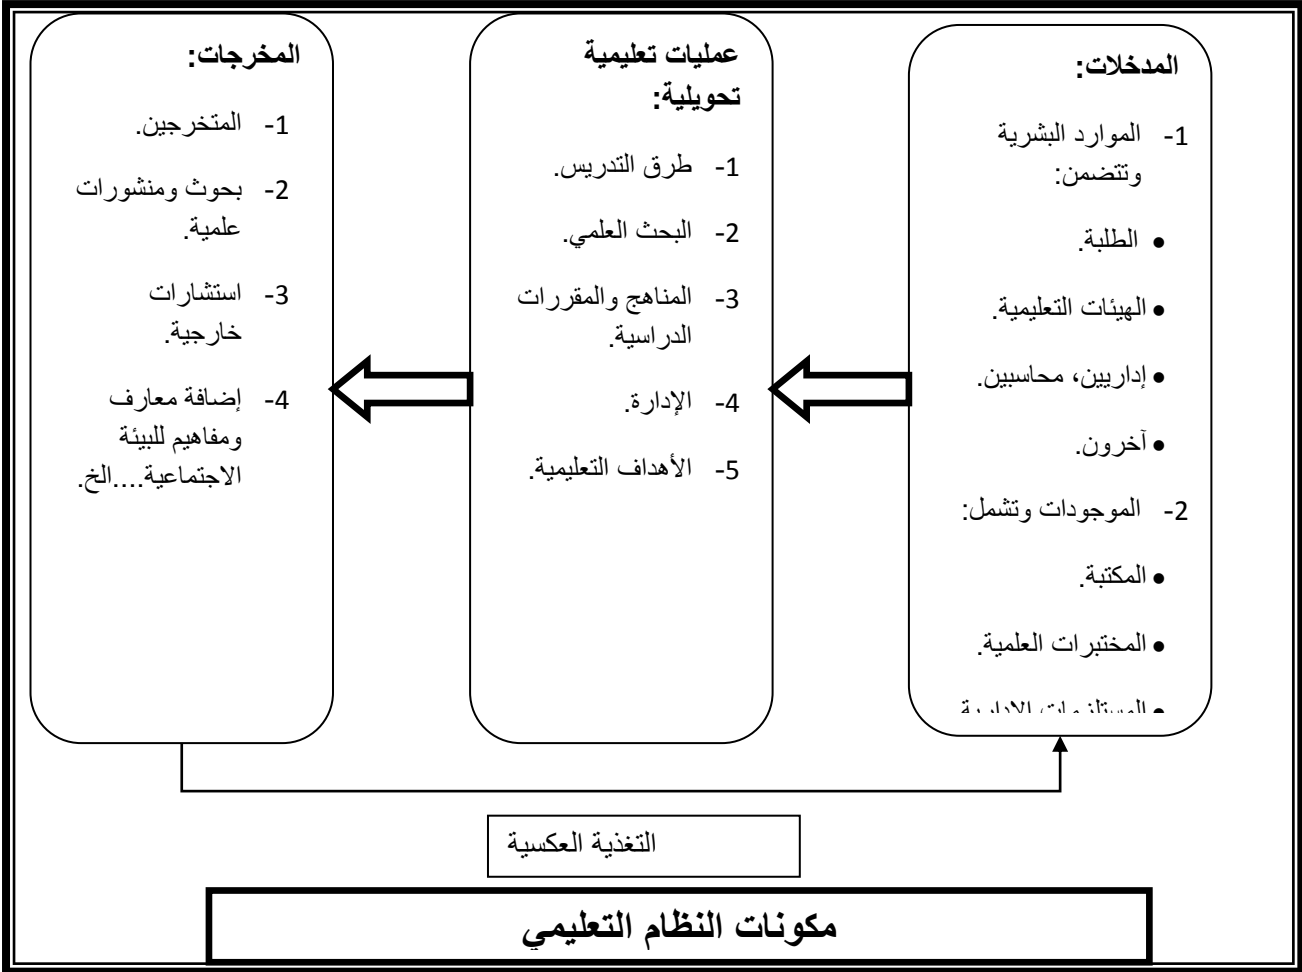 المدخلات:
1- الموارد البشرية
وتتضمن:
• الطلبة.
• الهيئات التعليمية.
• إداريين، محاسبين.
• آخرون.
2- الموجودات وتشمل:
• المكتبة.
• المختبرات العلمية.
• المستلزمات الادارية
عمليات تعليمية
تحويلية:
1- طرق التدريس.
2- البحث العلمي.
3- المناهج والمقررات
الدراسية.
4- الإدارة.
5- الأهداف التعليمية.
المخرجات:
1- المتخرجين.
2- بحوث ومنشورات
علمية.
3- استشارات
خارجية.
4- إضافة معارف
ومفاهيم للبيئة
الاجتماعية....الخ.
التغذية العكسية
مكونات النظام التعليمي